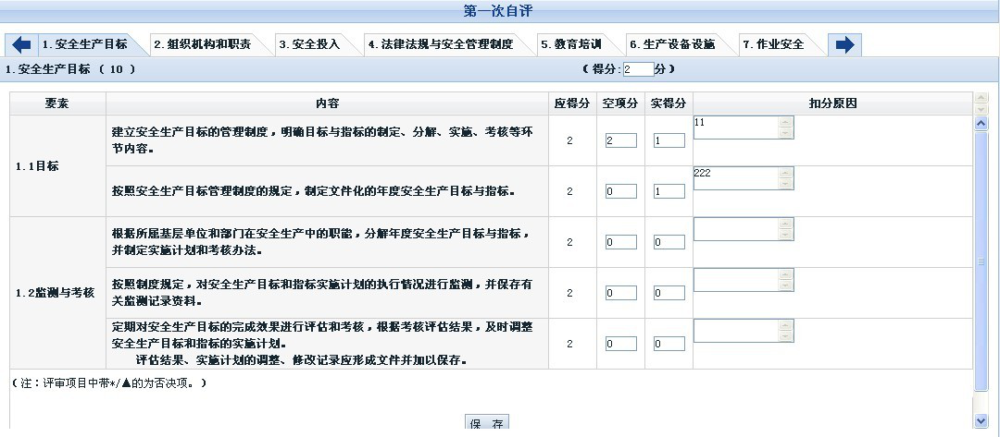 第一次自评
1.安全生产目标 2.组织机构和职责 3.安全投入 4.法律法规与安全管理制度 5.教育培训 6.生产设备设施 7.作业安全
1.安全生产目标 ( 10 ) (得分:2 分)
要素 内容 应得分 空项分 实得分 扣分原因
1.1目标
建立安全生产目标的管理制度，明确目标与指标的制定、分解、实施、考核等环
节内容。
2 2 1 11
按照安全生产目标管理制度的规定，制定文件化的年度安全生产目标与指标。
2 0 1 222
1.2监测与考核
根据所属基层单位和部门在安全生产中的职能，分解年度安全生产目标与指标，
并制定实施计划和考核办法。
2 0 0
按照制度规定，对安全生产目标和指标实施计划的执行情况进行监测，并保存有
关监测记录资料。
2 0 0
定期对安全生产目标的完成效果进行评估和考核，根据考核评估结果，及时调整
安全生产目标和指标的实施计划。
评估结果、实施计划的调整、修改记录应形成文件并加以保存。
2 0 0
(注：评审项目中带*/▲的为否决项。)
保 存